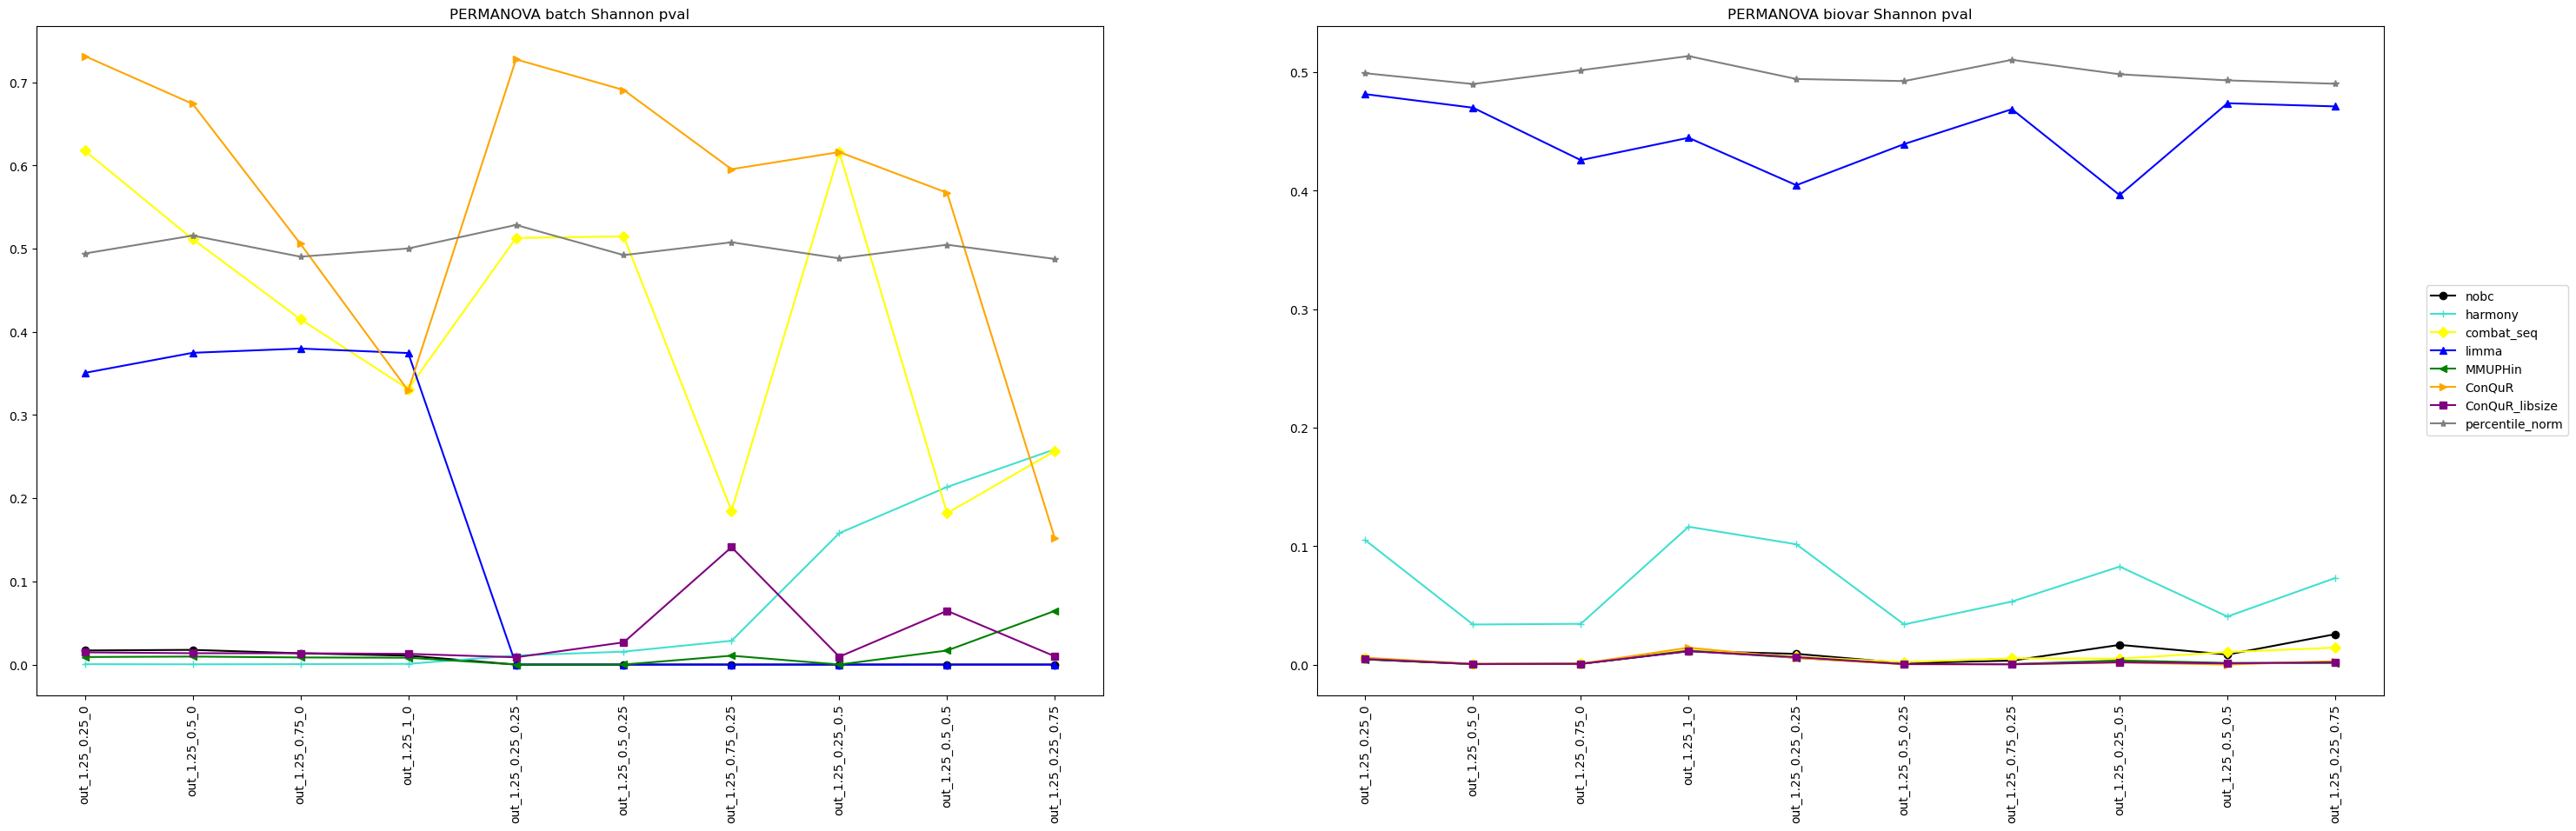 PERMANOVA batch Shannon pval
0.7
0.6
0.5
0.4
0.3
0.2
0.1
0.0
out_1.25_0.25_0
out_1.25_0.5_0
out_1.25_0.75_0
out_1.25_1_0
out_1.25_0.25_0.25
out_1.25_0.5_0.25
out_1.25_0.75_0.25
out_1.25_0.25_0.5
out_1.25_0.5_0.5
out_1.25_0.25_0.75
PERMANOVA biovar Shannon pval
0.5
0.4
0.3
0.2
0.1
0.0
out_1.25_0.25_0
out_1.25_0.5_0
out_1.25_0.75_0
out_1.25_1_0
out_1.25_0.25_0.25
out_1.25_0.5_0.25
out_1.25_0.75_0.25
out_1.25_0.25_0.5
out_1.25_0.5_0.5
out_1.25_0.25_0.75
nobc
harmony
combat_seq
limma
MMUPHin
ConQuR
ConQuR_libsize
percentile_norm